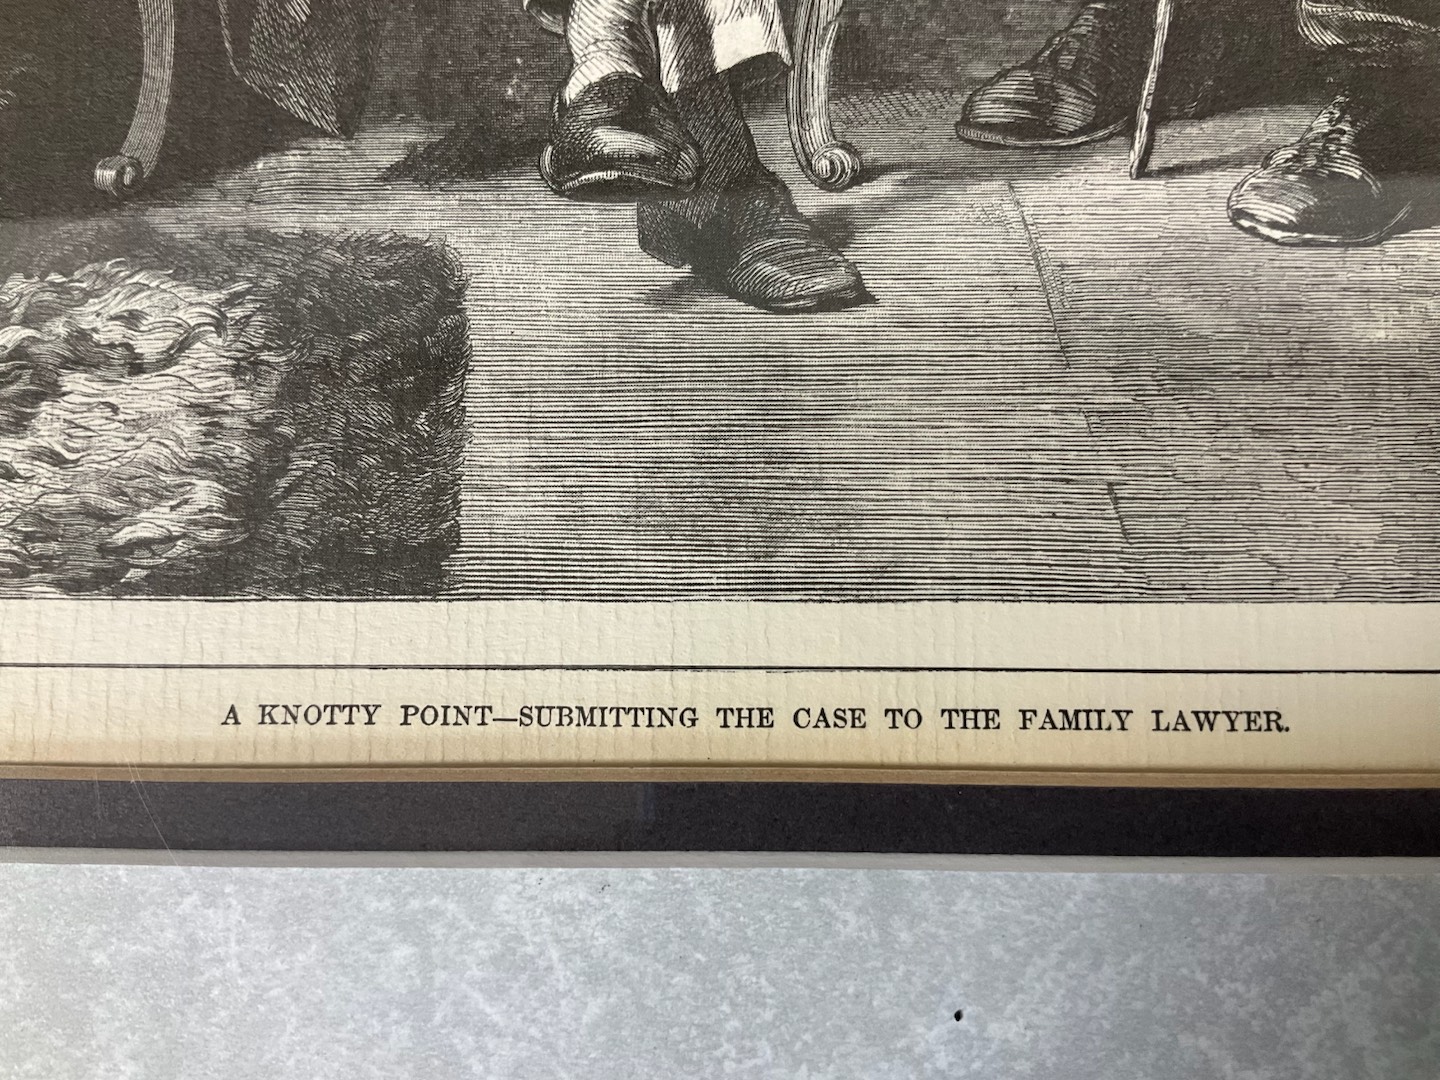 A KNOTTY POINT—SUBMITTING THE CASE TO THE FAMILY LAWYER.